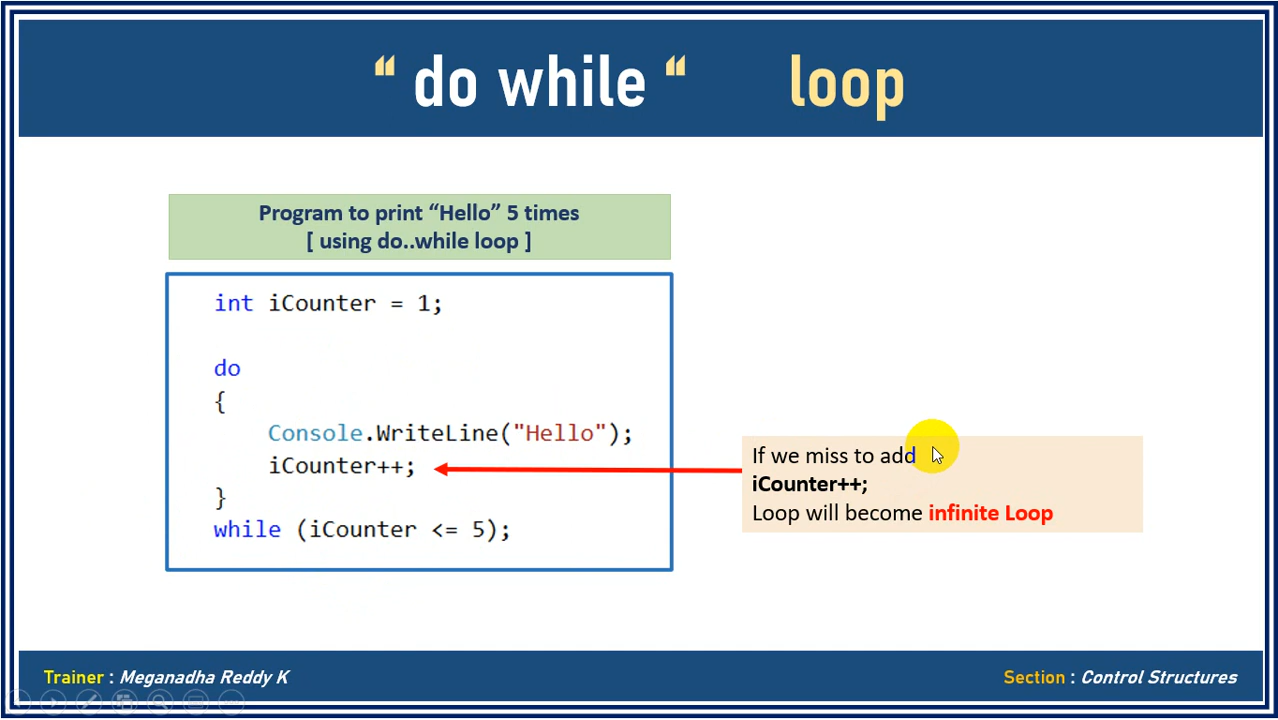 “ do while “ loop
Program to print “Hello” 5 times
[ using do..while loop ]
int iCounter = 1;
do
{
Console.WriteLine("Hello");
iCounter++;
}
while (iCounter <= 5);
If we miss to add
iCounter++;
Loop will become infinite Loop
Trainer : Meganadha Reddy K
Section : Control Structures